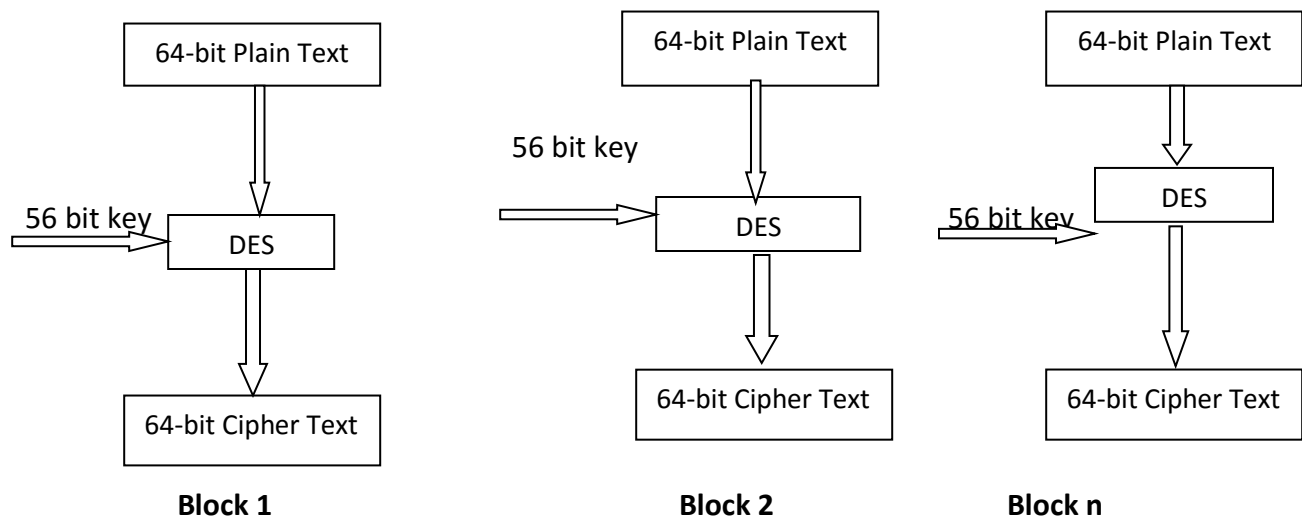 64-bit Plain Text
56 bit key
DES
64-bit Cipher Text
Block 1
64-bit Plain Text
56 bit key
DES
64-bit Cipher Text
Block 2
64-bit Plain Text
56 bit key
DES
64-bit Cipher Text
Block n